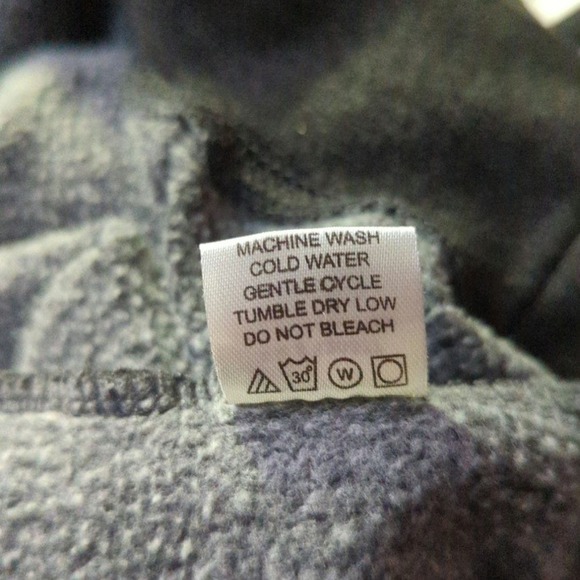 MACHINE WASH
COLD WATER
GENTLE CYCLE
TUMBLE DRY LOW
DO NOT BLEACH
30° W